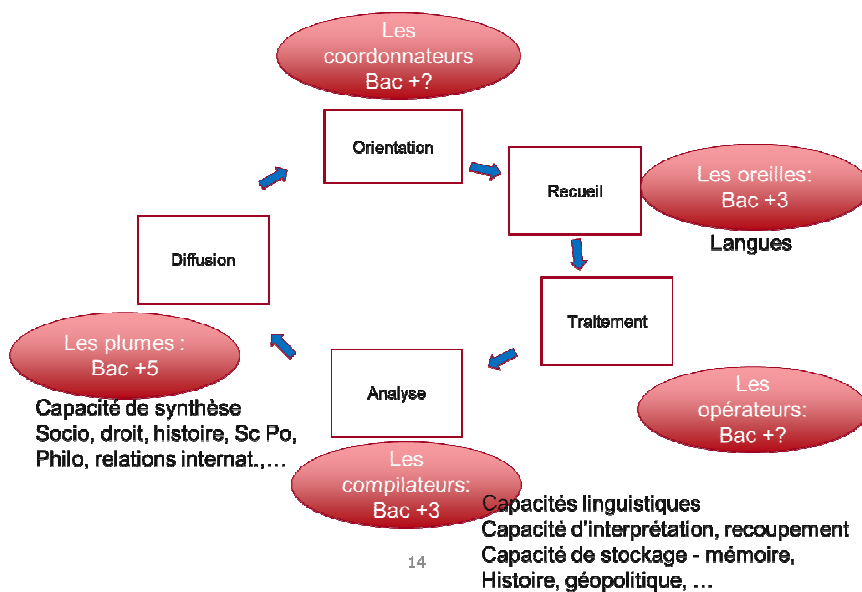 Les
coordonnateurs
Bac +?
Orientation
Recueil
Les oreilles:
Bac +3
Langues
Diffusion
Traitement
Les plumes :
Bac +5
Capacité de synthèse
Socio, droit, histoire, Sc Po,
Philo, relations internat.,…
Analyse
Les
opérateurs:
Bac +?
Les
compilateurs:
Bac +3
Capacités linguistiques
Capacité d'interprétation, recoupement
Capacité de stockage - mémoire,
Histoire, géopolitique, …
14